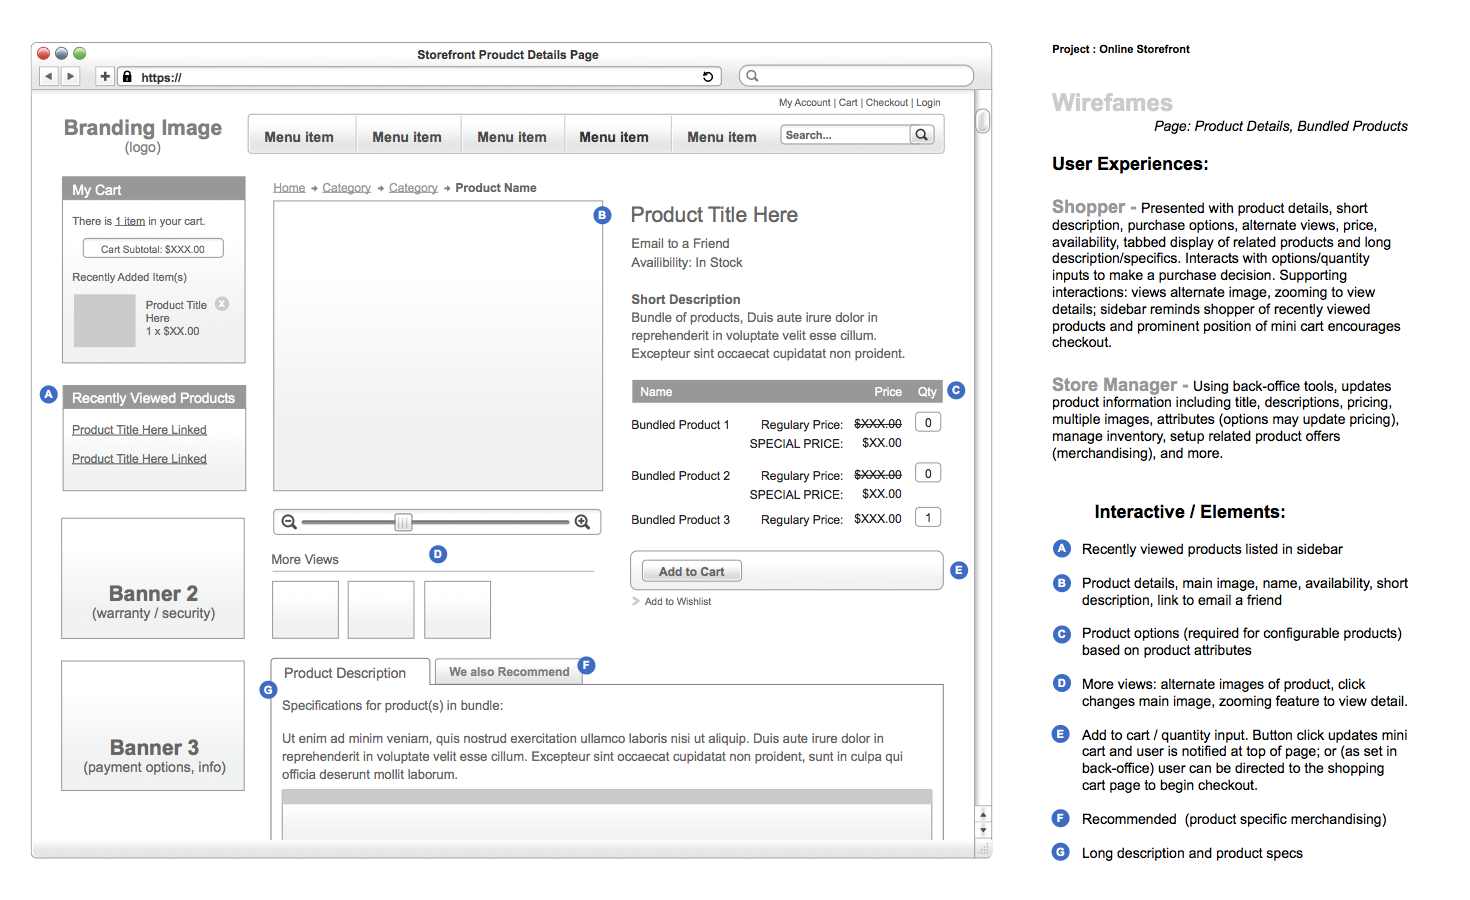 Storefront Proudct Details Page
https://
My Account | Cart | Checkout | Login
Branding Image
(logo)
Menu item
Menu item
Menu item
Menu item
Menu item
Search...
My Cart
There is 1 item in your cart.
Cart Subtotal: $XXX.00
Recently Added Item(s)
Product Title
Here
1 x $XX.00
X
A
Recently Viewed Products
Product Title Here Linked
Product Title Here Linked
Banner 2
(warranty / security)
Banner 3
(payment options, info)
Home → Category → Category → Product Name
B
Product Title Here
Email to a Friend
Availibility: In Stock
Short Description
Bundle of products, Duis aute irure dolor in
reprehenderit in voluptate velit esse cillum.
Excepteur sint occaecat cupidatat non proident.
Name Price Qty
C
Bundled Product 1 Regulary Price: $XXX.00 0
SPECIAL PRICE: $XX.00
Bundled Product 2 Regulary Price: $XXX.00 0
SPECIAL PRICE: $XX.00
Bundled Product 3 Regulary Price: $XXX.00 1
More Views
D
Add to Cart
E
Add to Wishlist
Product Description
We also Recommend
F
G
Specifications for product(s) in bundle:
Ut enim ad minim veniam, quis nostrud exercitation ullamco laboris nisi ut aliquip. Duis aute irure dolor in
reprehenderit in voluptate velit esse cillum. Excepteur sint occaecat cupidatat non proident, sunt in culpa qui
officia deserunt mollit laborum.
Project : Online Storefront
Wirefames
Page: Product Details, Bundled Products
User Experiences:
Shopper - Presented with product details, short
description, purchase options, alternate views, price,
availability, tabbed display of related products and long
description/specifics. Interacts with options/quantity
inputs to make a purchase decision. Supporting
interactions: views alternate image, zooming to view
details; sidebar reminds shopper of recently viewed
products and prominent position of mini cart encourages
checkout.
Store Manager - Using back-office tools, updates
product information including title, descriptions, pricing,
multiple images, attributes (options may update pricing),
manage inventory, setup related product offers
(merchandising), and more.
Interactive / Elements:
A Recently viewed products listed in sidebar
B Product details, main image, name, availability, short
description, link to email a friend
C Product options (required for configurable products)
based on product attributes
D More views: alternate images of product, click
changes main image, zooming feature to view detail.
E Add to cart / quantity input. Button click updates mini
cart and user is notified at top of page; or (as set in
back-office) user can be directed to the shopping
cart page to begin checkout.
F Recommended (product specific merchandising)
G Long description and product specs